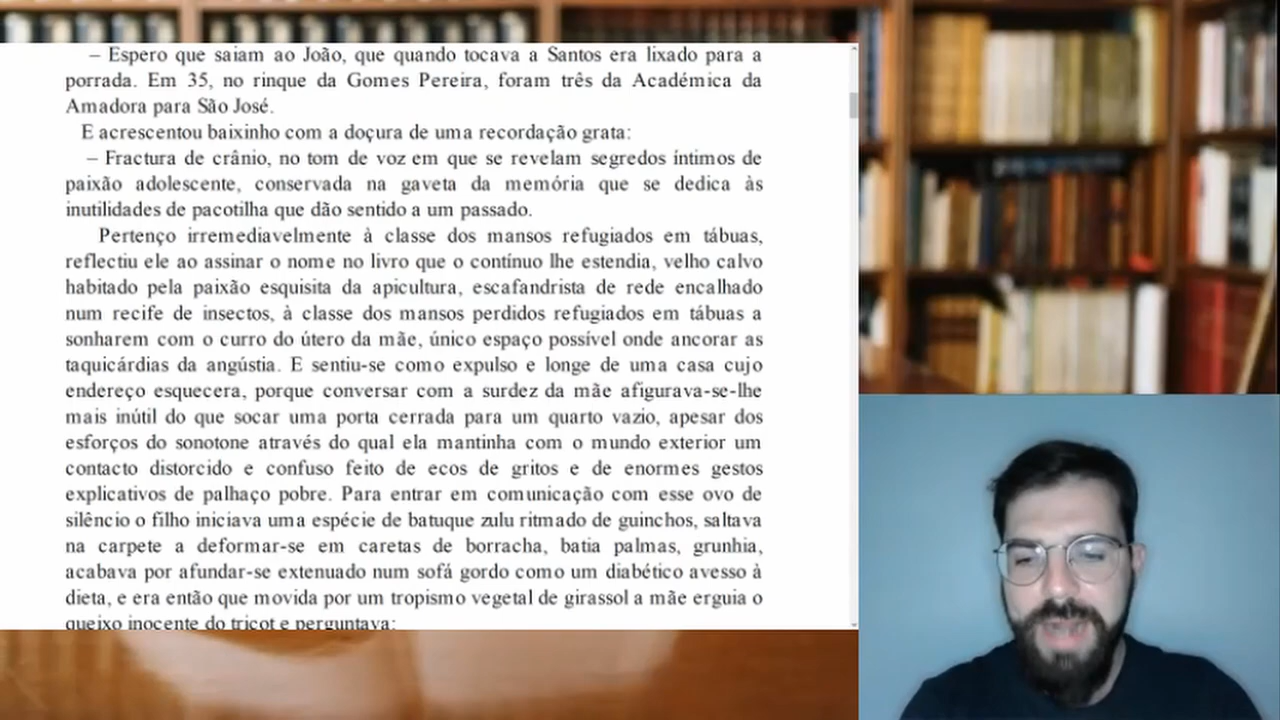 – Espero que saiam ao João, que quando tocava a Santos era lixado para a
porrada. Em 35, no rinque da Gomes Pereira, foram três da Académica da
Amadora para São José.
E acrescentou baixinho com a doçura de uma recordação grata:
– Fractura de crânio, no tom de voz em que se revelam segredos íntimos de
paixão adolescente, conservada na gaveta da memória que se dedica às
inutilidades de pacotilha que dão sentido a um passado.
Pertenço irremediavelmente à classe dos mansos refugiados em tábuas,
reflectiu ele ao assinar o nome no livro que o contínuo lhe estendia, velho calvo
habitado pela paixão esquisita da apicultura, escafandrista de rede encalhado
num recife de insectos, à classe dos mansos perdidos refugiados em tábuas a
sonharem com o curro do útero da mãe, único espaço possível onde ancorar as
taquicárdias da angústia. E sentiu-se como expulso e longe de uma casa cujo
endereço esquecera, porque conversar com a surdez da mãe afigurava-se-lhe
mais inútil do que socar uma porta cerrada para um quarto vazio, apesar dos
esforços do sonotone através do qual ela mantinha com o mundo exterior um
contacto distorcido e confuso feito de ecos de gritos e de enormes gestos
explicativos de palhaço pobre. Para entrar em comunicação com esse ovo de
silêncio o filho iniciava uma espécie de batuque zulu ritmado de guinchos, saltava
na carpete a deformar-se em caretas de borracha, batia palmas, grunhia,
acabava por afundar-se extenuado num sofá gordo como um diabético avesso à
dieta, e era então que movida por um tropismo vegetal de girassol a mãe erguia o
queixo inocente do tricot e perguntava: